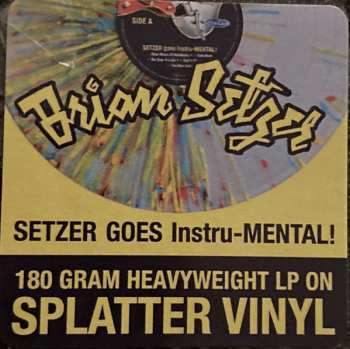 SIDE A
SETZER goes Instru-MENTAL!
Brian Setzer
SETZER GOES Instru-MENTAL!
180 GRAM HEAVYWEIGHT LP ON
SPLATTER VINYL